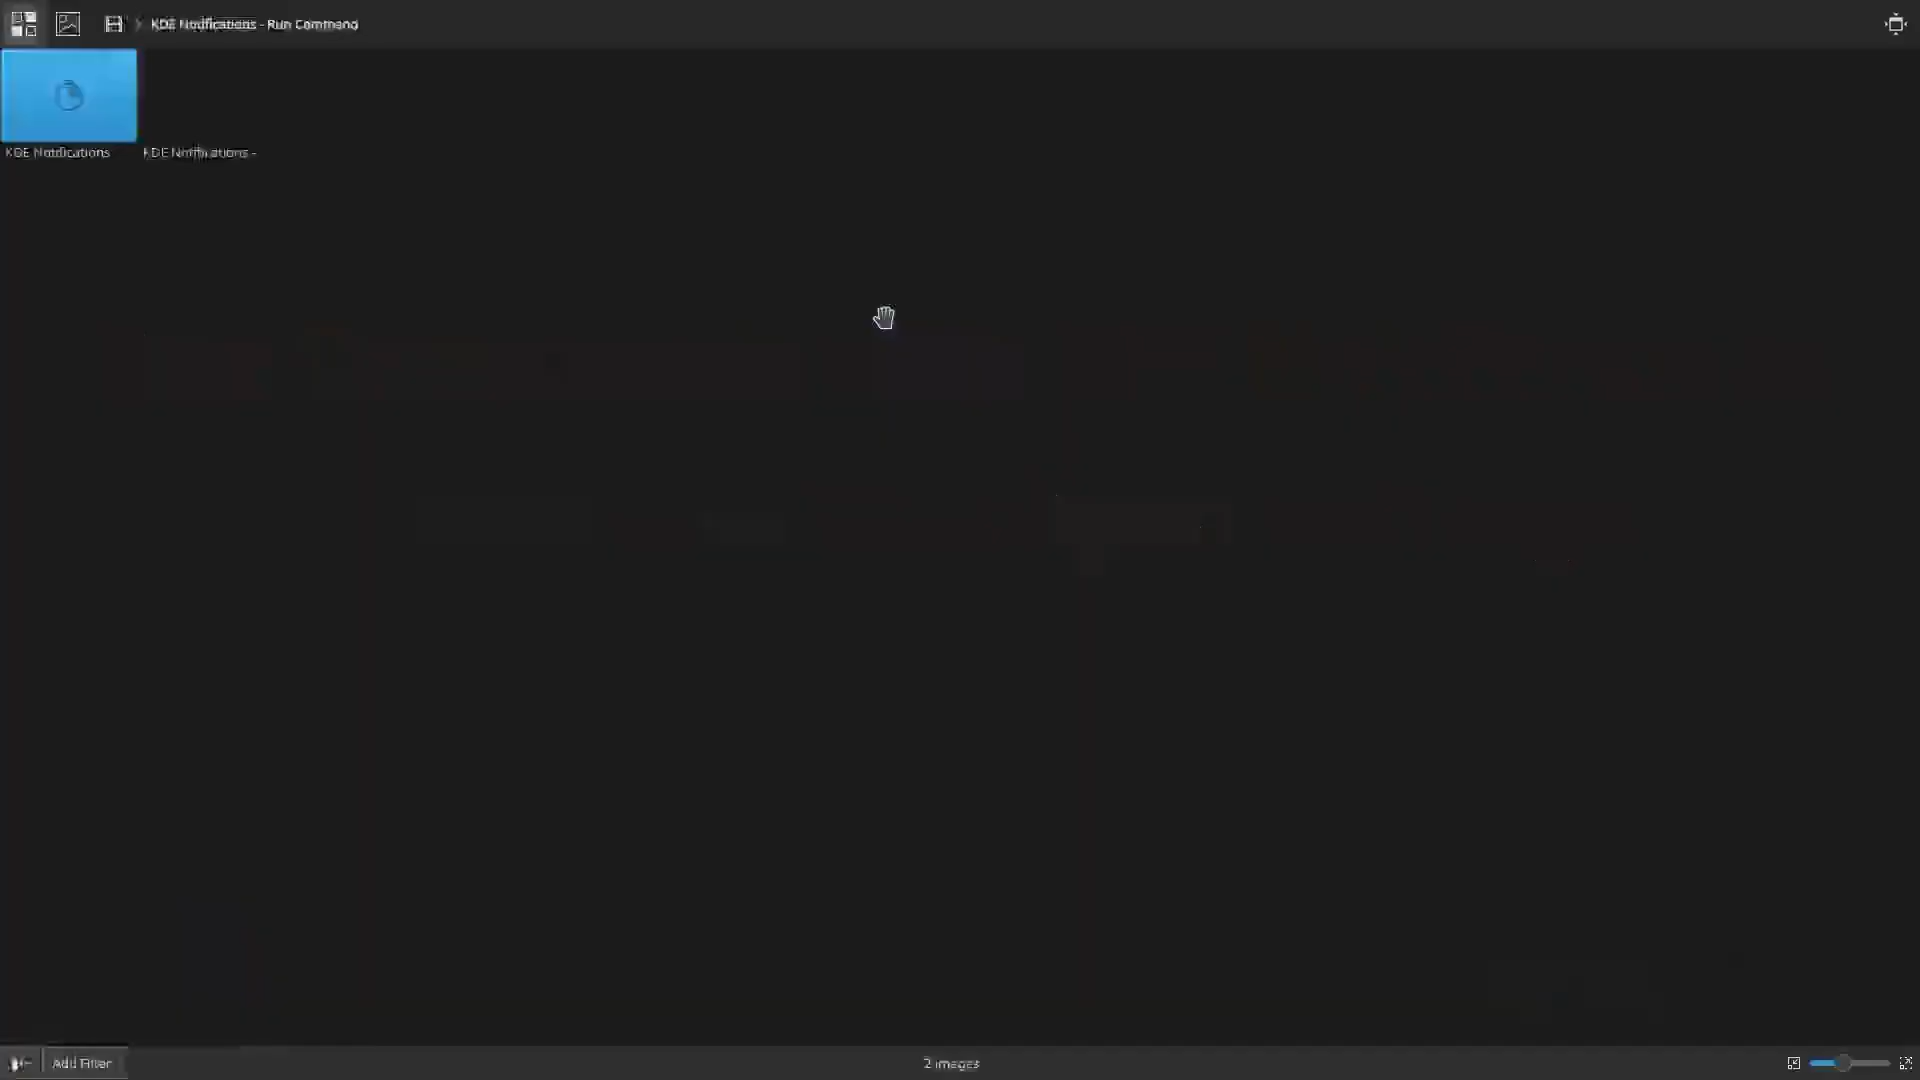 KDE Notifications - Run Command
KDE Notifications
KDE Notifications -
Add Filter
2 images